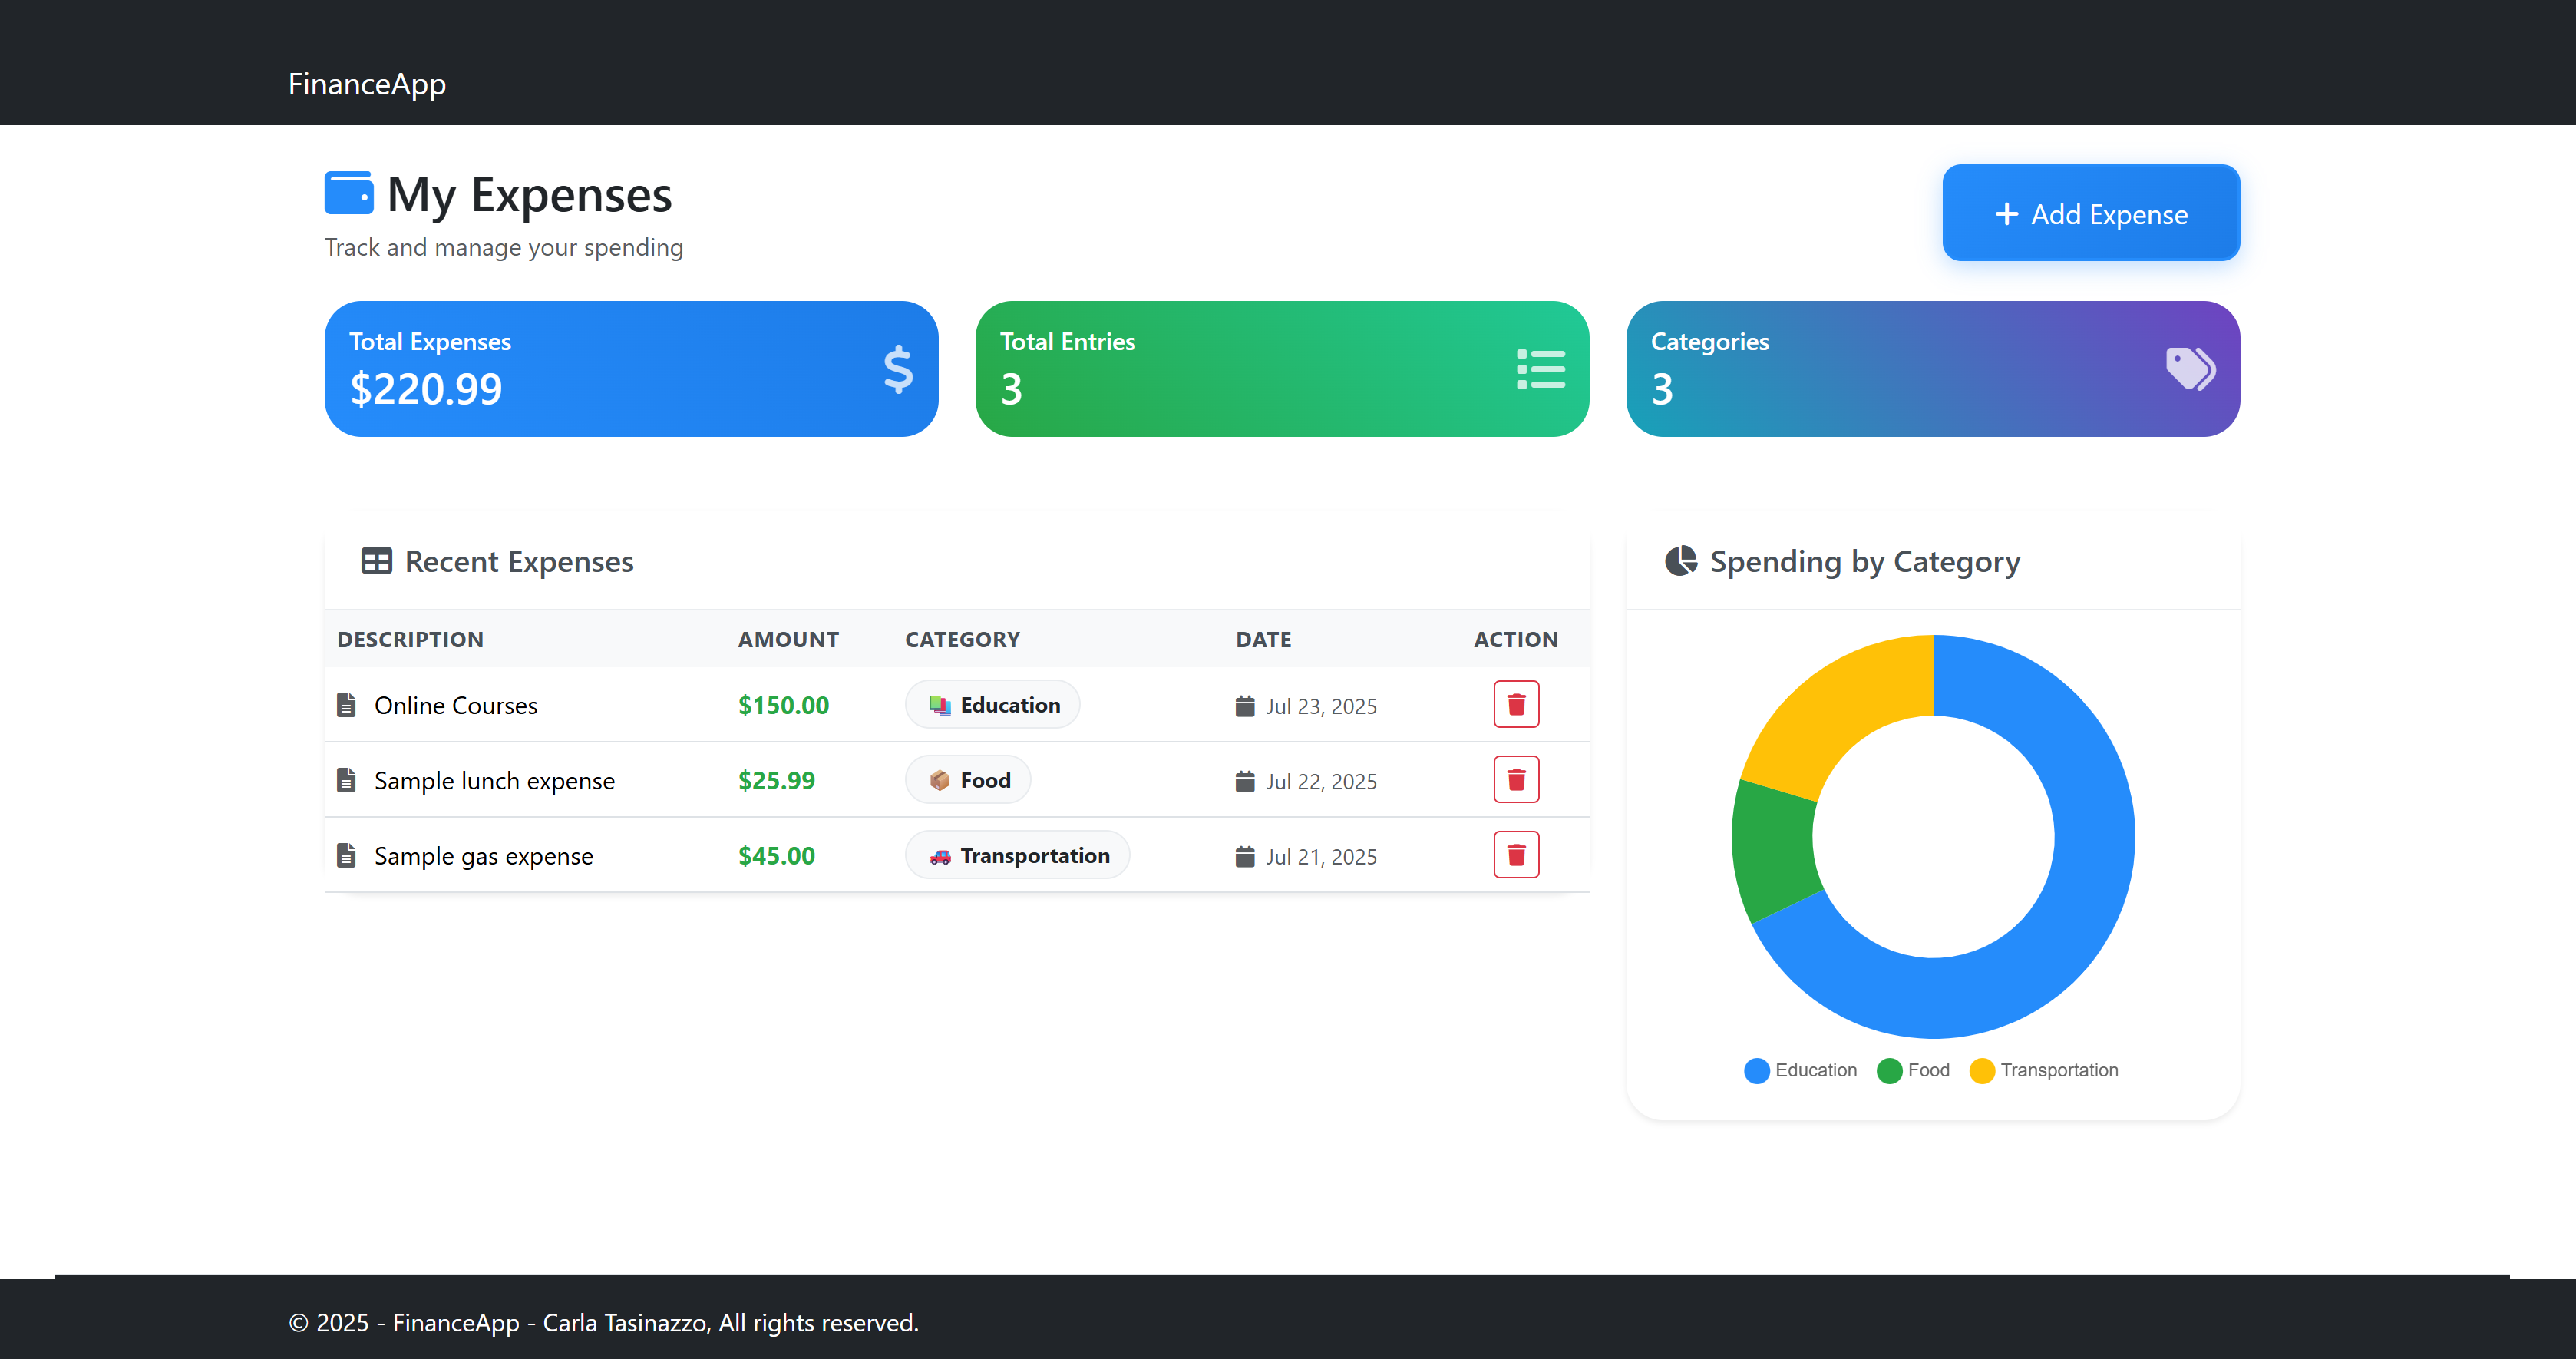 FinanceApp
My Expenses
Track and manage your spending
+ Add Expense
Total Expenses
$220.99
$
Total Entries
3
Categories
3
Recent Expenses
DESCRIPTION AMOUNT CATEGORY DATE ACTION
Online Courses $150.00 Education Jul 23, 2025
Sample lunch expense $25.99 Food Jul 22, 2025
Sample gas expense $45.00 Transportation Jul 21, 2025
Spending by Category
Education Food Transportation
© 2025 - FinanceApp - Carla Tasinazzo, All rights reserved.